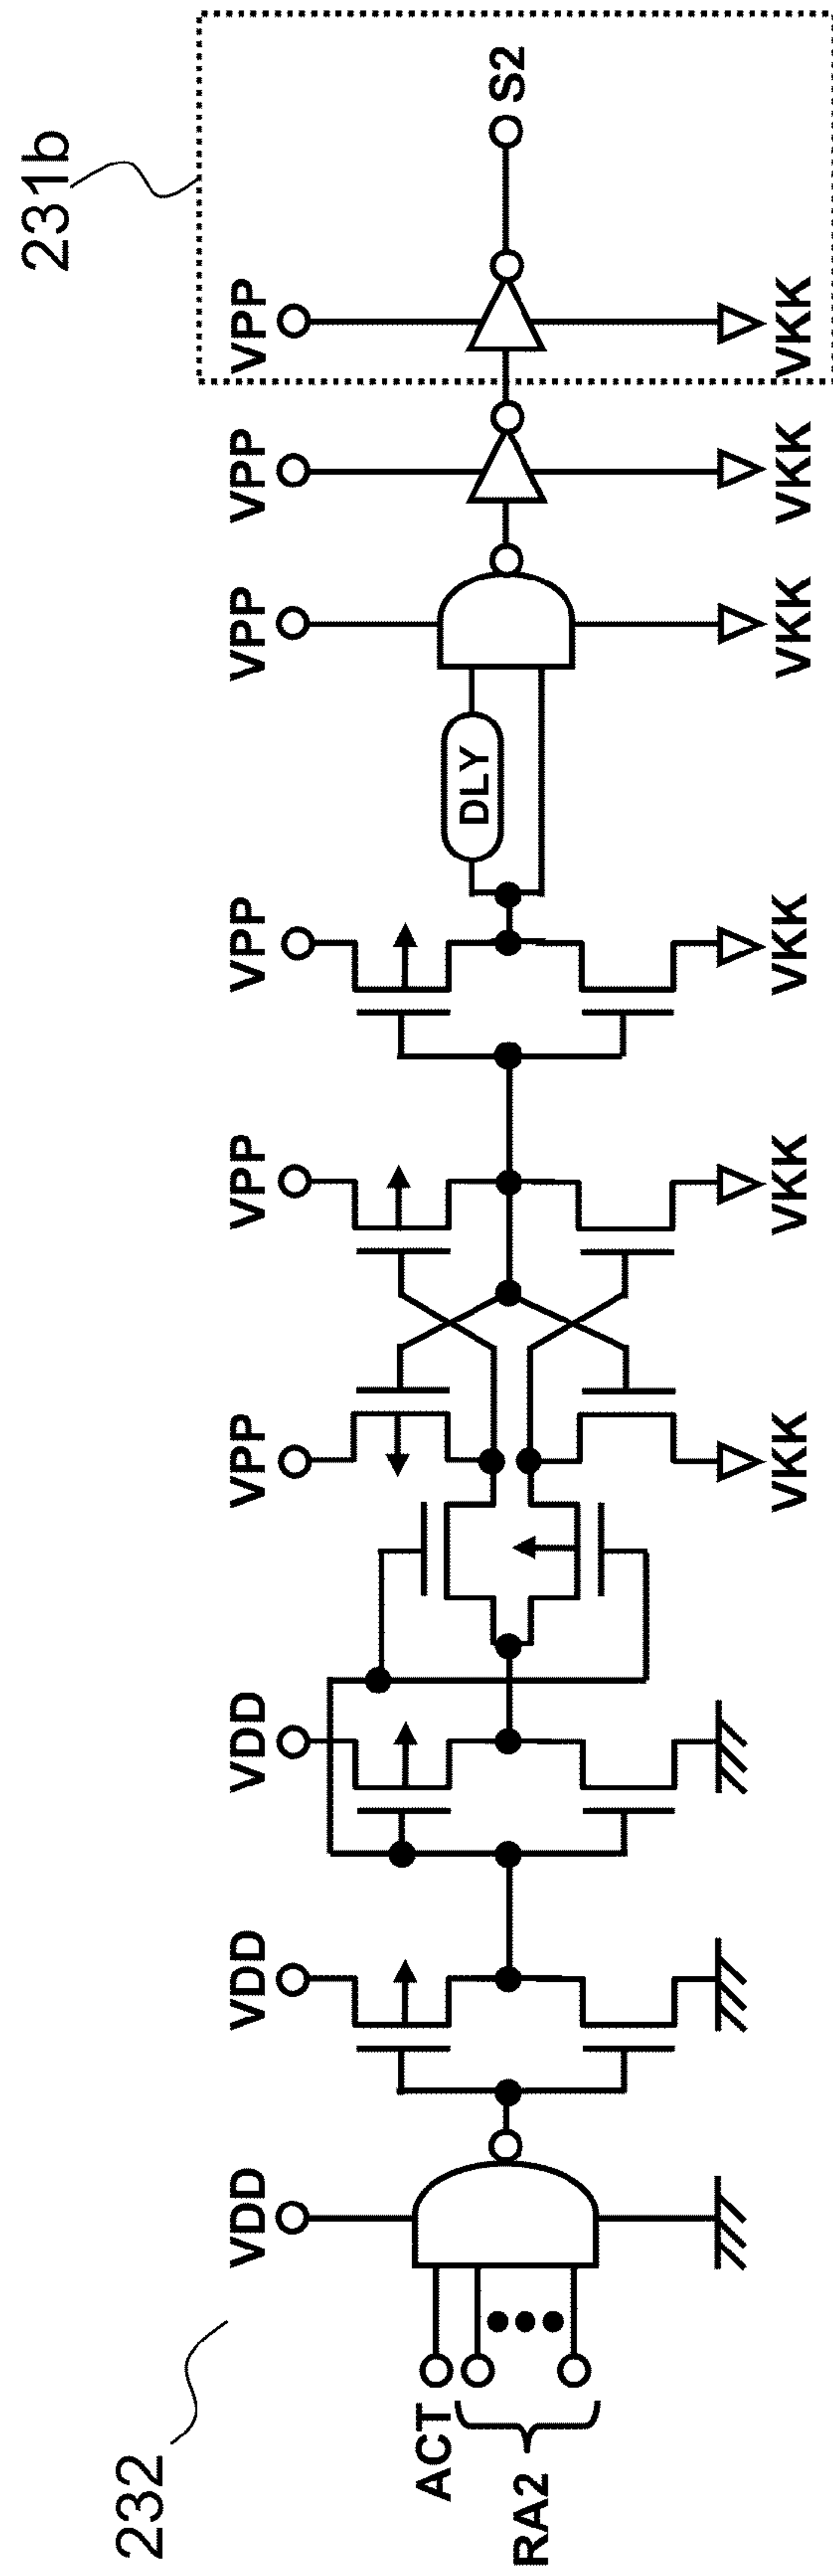 231b
232
VDD VDD VDD VPP VPP VPP VPP VPP VPP
ACT
DLY
S2
RA2
VKK VKK VKK VKK VKK VKK